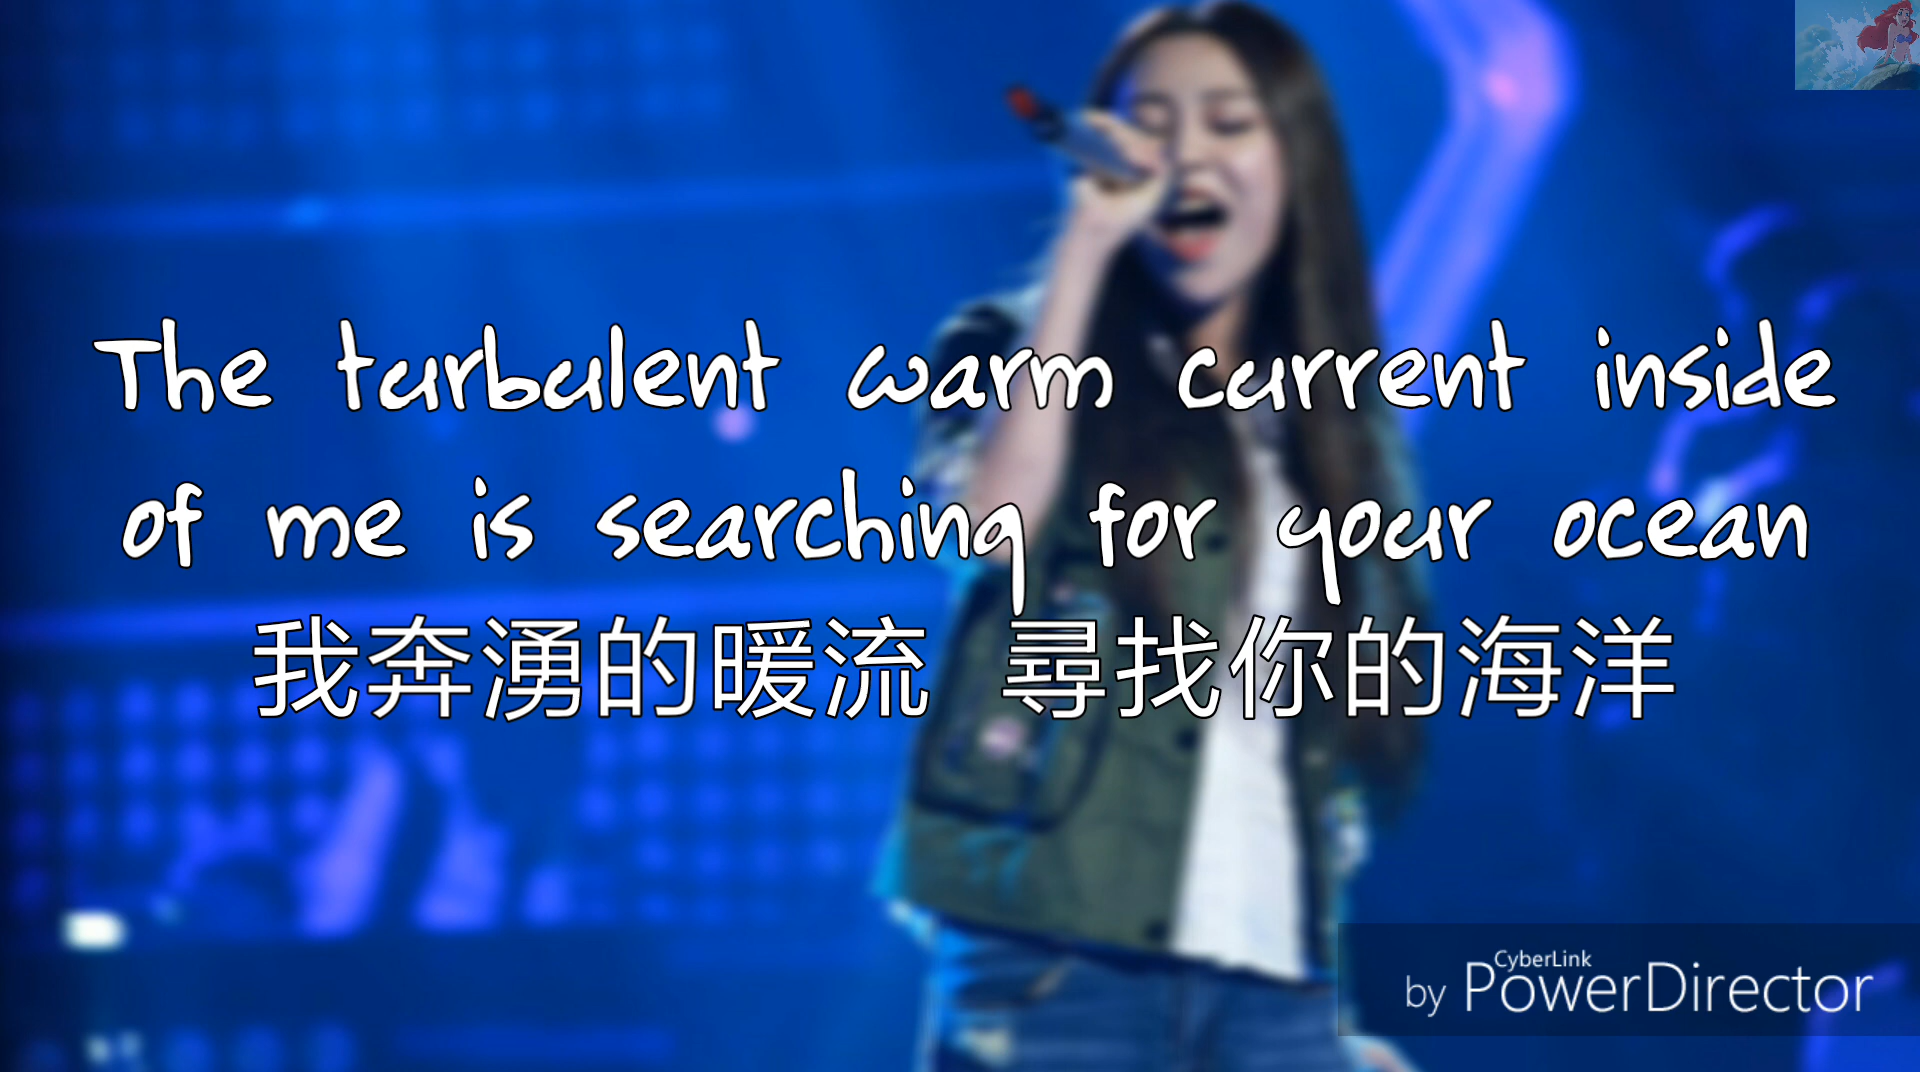 The turbulent warm current inside
of me is searching for your ocean
我奔湧的暖流 尋找你的海洋
CyberLink
by PowerDirector